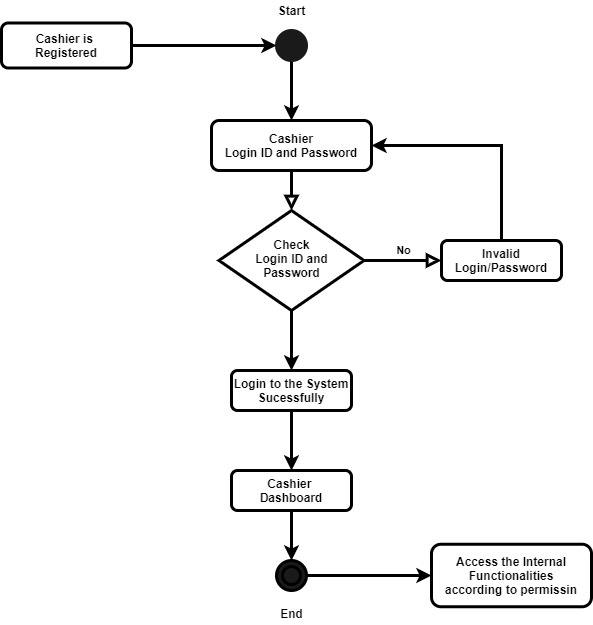 Start
Cashier is
Registered
Cashier
Login ID and Password
Check
Login ID and
Password
No
Invalid
Login/Password
Login to the System
Sucessfully
Cashier
Dashboard
Access the Internal
Functionalities
according to permissin
End